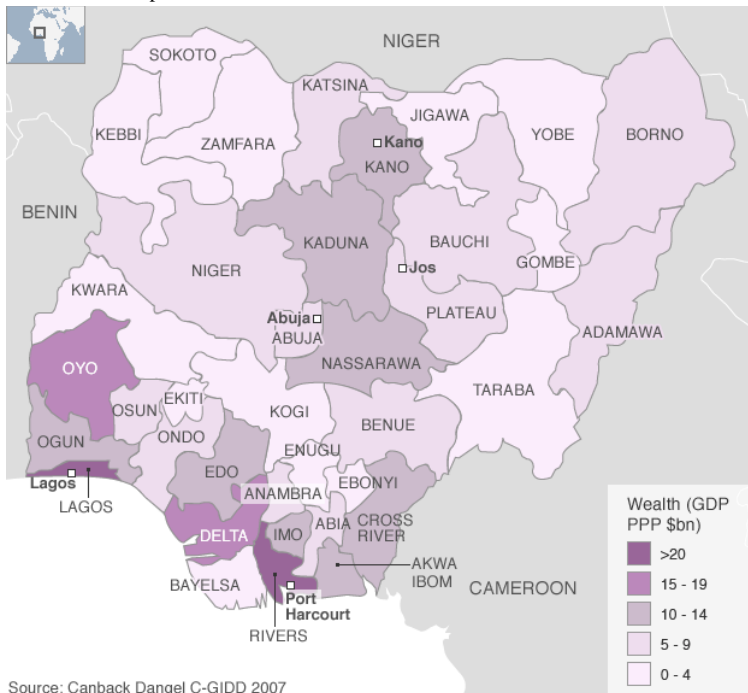 NIGER
SOKOTO
KATSINA
JIGAWA
KEBBI
ZAMFARA
Kano
KANO
YOBE
BORNO
BENIN
KADUNA
BAUCHI
GOMBE
Jos
NIGER
KWARA
Abuja
ABUJA
PLATEAU
ADAMAWA
NASSARAWA
OYO
TARABA
EKITI
OSUN
KOGI
BENUE
OGUN
ONDO
ENUGU
EDO
EBONYI
Lagos
ANAMBRA
LAGOS
DELTA
IMO
ABIA
CROSS
RIVER
AKWA
IBOM
BAYELSA
Port
Harcourt
RIVERS
CAMEROON
Wealth (GDP
PPP $bn)
>20
15 - 19
10 - 14
5 - 9
0 - 4
Source: Canback Dangel C-GIDD 2007